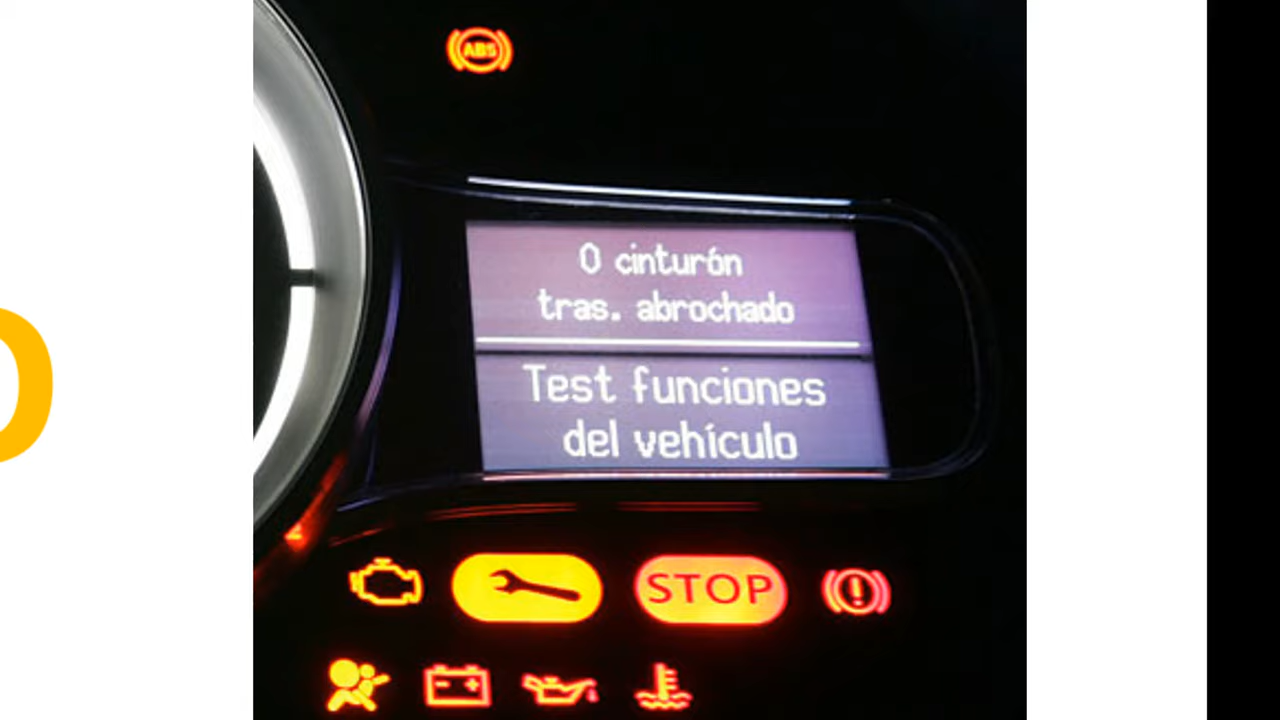 ABS
0 cinturón
tras. abrochado
Test funciones
del vehículo
STOP